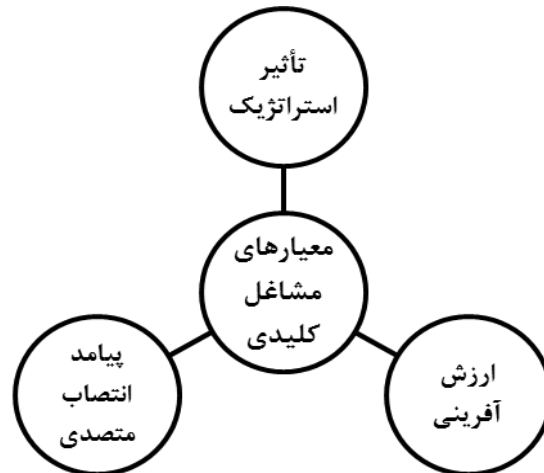 تأثیر
استراتژیک
معیارهای
مشاغل
کلیدی
ارزش
آفرینی
پیامد
انتصاب
متصدی